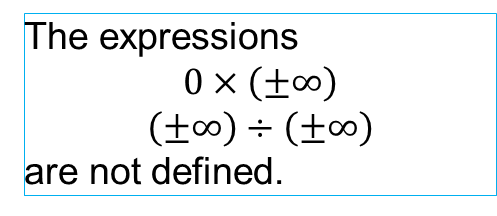 The expressions
0 × (±∞)
(±∞) ÷ (±∞)
are not defined.